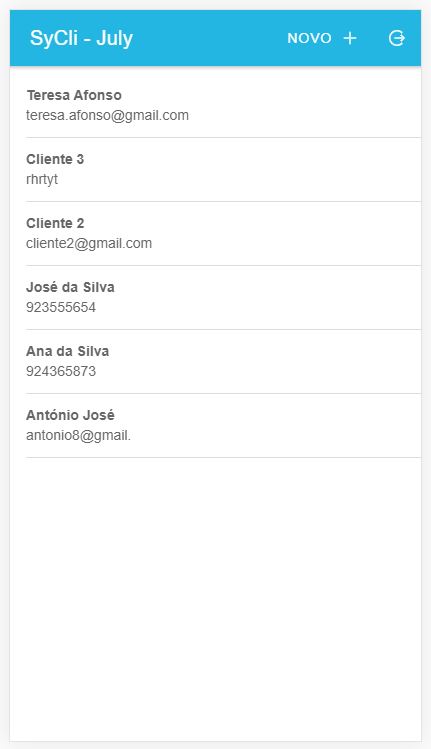 SyCli - July
NOVO
Teresa Afonso
teresa.afonso@gmail.com
Cliente 3
rhrtyt
Cliente 2
cliente2@gmail.com
José da Silva
923555654
Ana da Silva
924365873
António José
antonio8@gmail.